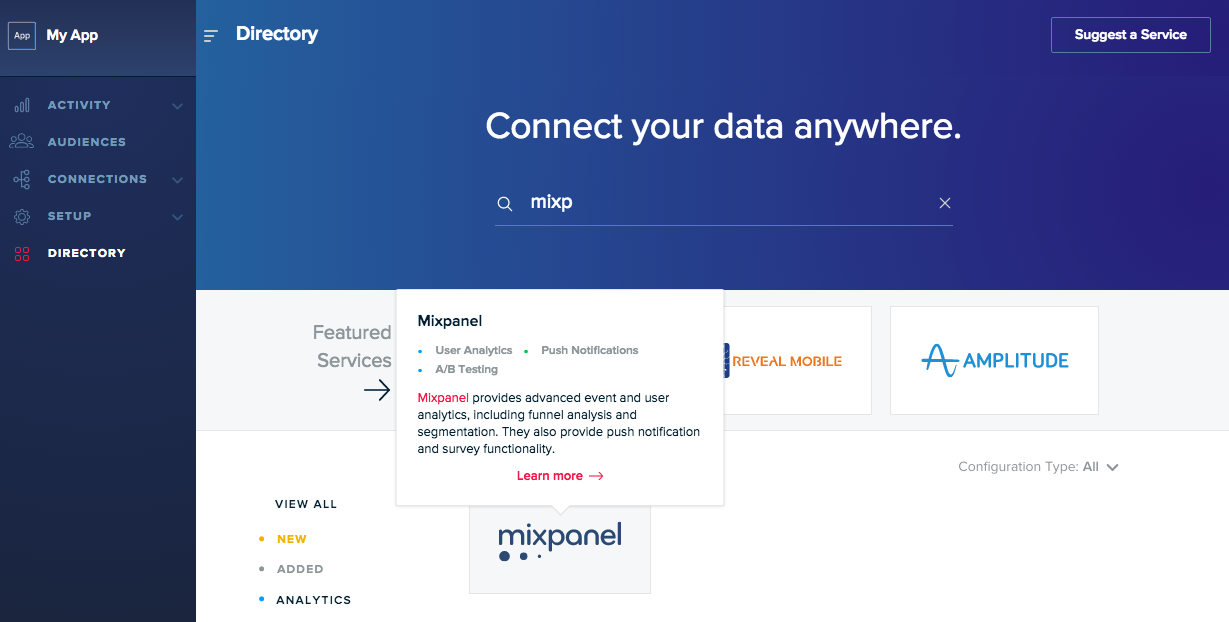 App
My App
ACTIVITY
AUDIENCES
CONNECTIONS
SETUP
DIRECTORY
Directory
Suggest a Service
Connect your data anywhere.
mixp
Featured
Services
Mixpanel
User Analytics
Push Notifications
A/B Testing
Mixpanel provides advanced event and user
analytics, including funnel analysis and
segmentation. They also provide push notification
and survey functionality.
Learn more
REVEAL MOBILE
AMPLITUDE
Configuration Type: All
VIEW ALL
NEW
ADDED
ANALYTICS
mixpanel